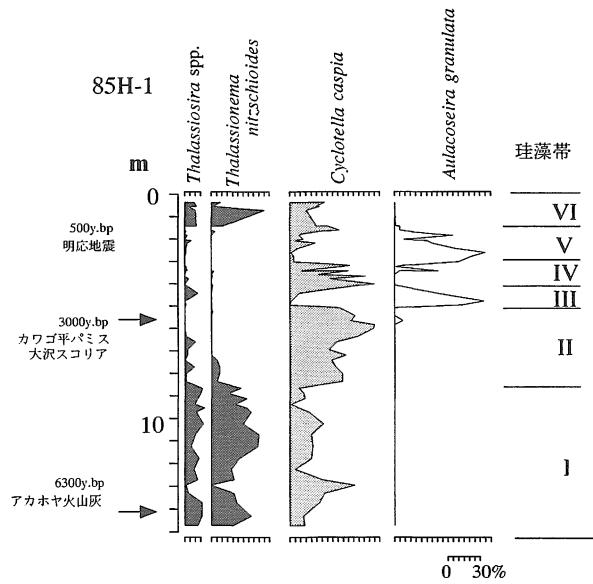 85H-1
Thalassiosira spp.
Thalassionema
nitzschioides
Cyclotella caspia
Aulacoseira granulata
珪藻帯
m
0
500y.bp
明応地震
3000y.bp
カワゴ平パミス
大沢スコリア
10
6300y.bp
アカホヤ火山灰
VI
V
IV
III
II
I
0 30%